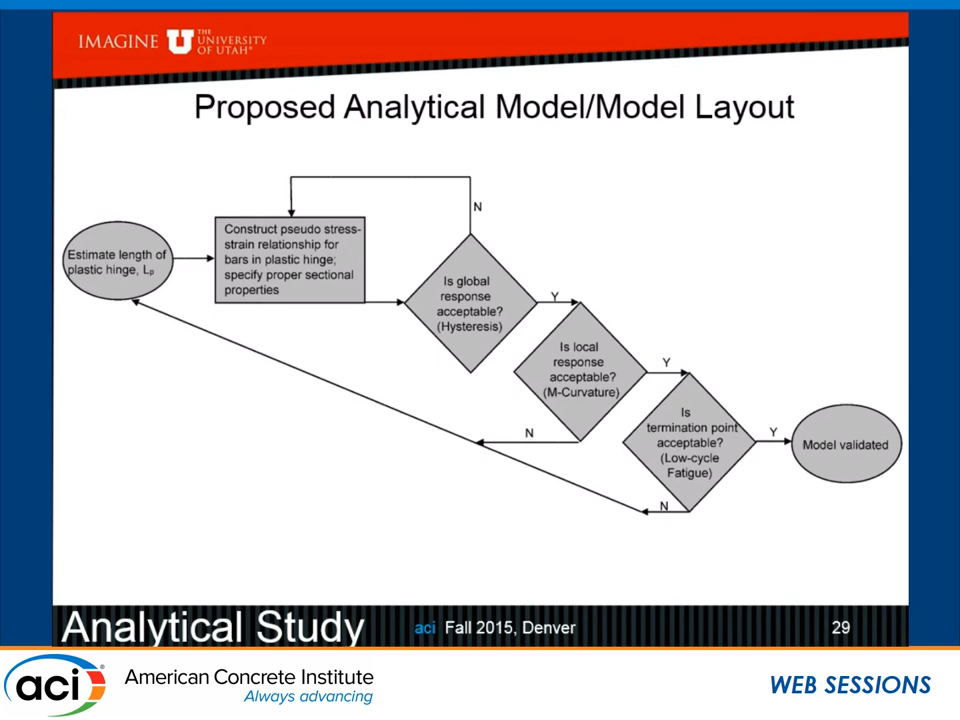 IMAGINE U THE UNIVERSITY OF UTAH®
Proposed Analytical Model/Model Layout
Estimate length of
plastic hinge, Lp
Construct pseudo stress-
strain relationship for
bars in plastic hinge;
specify proper sectional
properties
N
Is global
response
acceptable?
(Hysteresis)
Y
Is local
response
acceptable?
(M-Curvature)
Y
N
Is
termination point
acceptable?
(Low-cycle
Fatigue)
Y
N
Model validated
Analytical Study
aci Fall 2015, Denver
29
aci®
American Concrete Institute
Always advancing
WEB SESSIONS